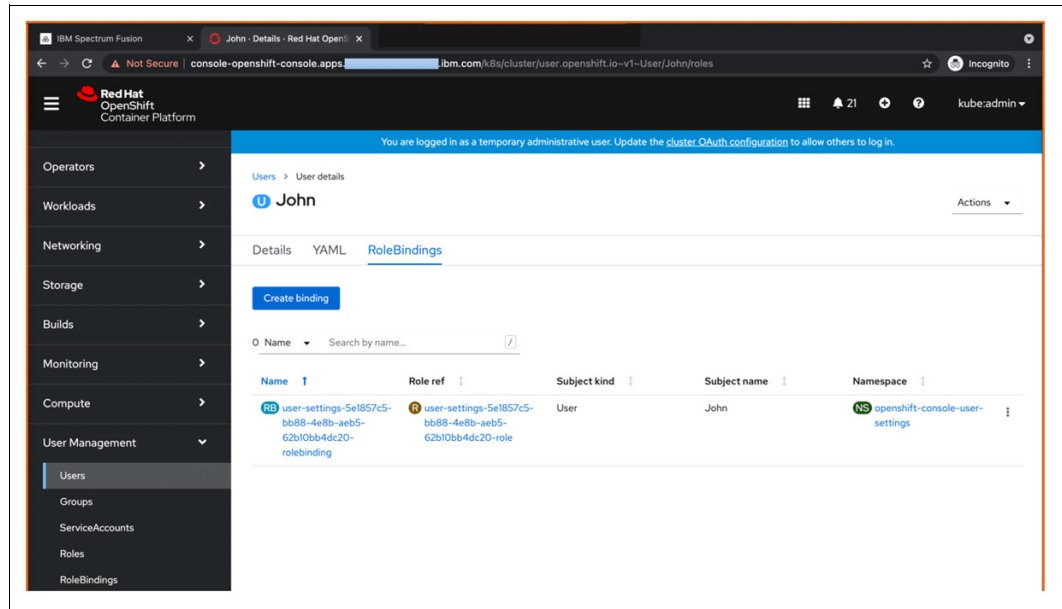 IBM Spectrum Fusion
John · Details · Red Hat OpenS
Not Secure | console-openshift-console.apps. .ibm.com/k8s/cluster/user.openshift.io~v1~User/John/roles
Incognito
Red Hat
OpenShift
Container Platform
21
kube:admin
You are logged in as a temporary administrative user. Update the cluster OAuth configuration to allow others to log in.
Operators
Workloads
Networking
Storage
Builds
Monitoring
Compute
User Management
Users
Groups
ServiceAccounts
Roles
RoleBindings
Users > User details
U John
Actions
Details YAML RoleBindings
Create binding
0 Name Search by name... /
Name Role ref Subject kind Subject name Namespace
RB user-settings-5e1857c5- R user-settings-5e1857c5- User John NS openshift-console-user-
bb88-4e8b-aeb5- bb88-4e8b-aeb5- settings
62b10bb4dc20- 62b10bb4dc20-role
rolebinding